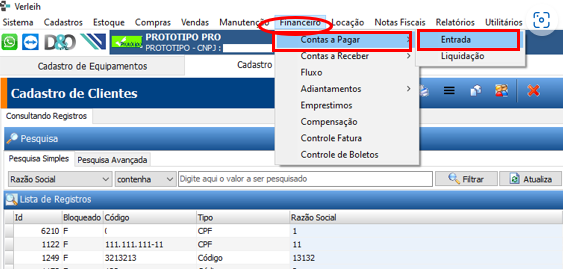 Verleih
Sistema Cadastros Estoque Compras Vendas Manutenção Financeiro Locação Notas Fiscais Relatórios Utilitários
PROTOTIPO PRO
PROTOTIPO - CNPJ :
Contas a Pagar
Entrada
Cadastro de Equipamentos
Contas a Receber
Liquidação
Fluxo
Adiantamentos
Cadastro de Clientes
Emprestimos
Compensação
Consultando Registros
Controle Fatura
Pesquisa
Controle de Boletos
Pesquisa Simples Pesquisa Avançada
Razão Social contenha Digite aqui o valor a ser pesquisado Filtrar Atualiza
Lista de Registros
Id Bloqueado Código Tipo Razão Social
6210 F ( CPF 1
1122 F 111.111.111-11 CPF 11
1249 F 3213213 Código 13132